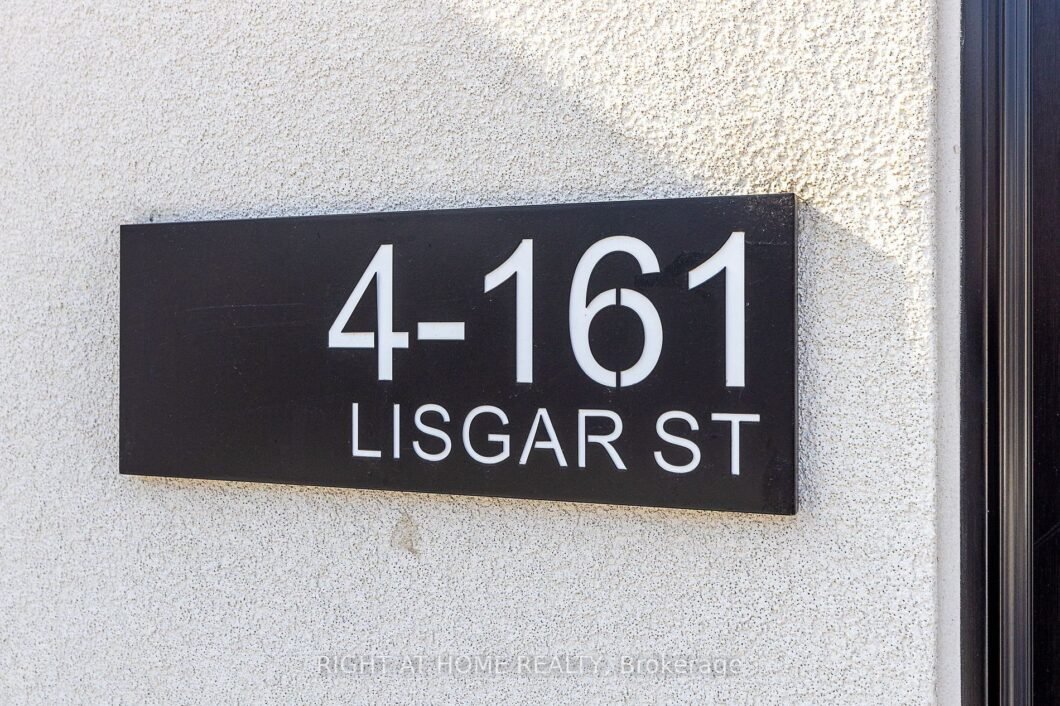 4-161
LISGAR ST
RIGHT AT HOME REALTY, Brokerage